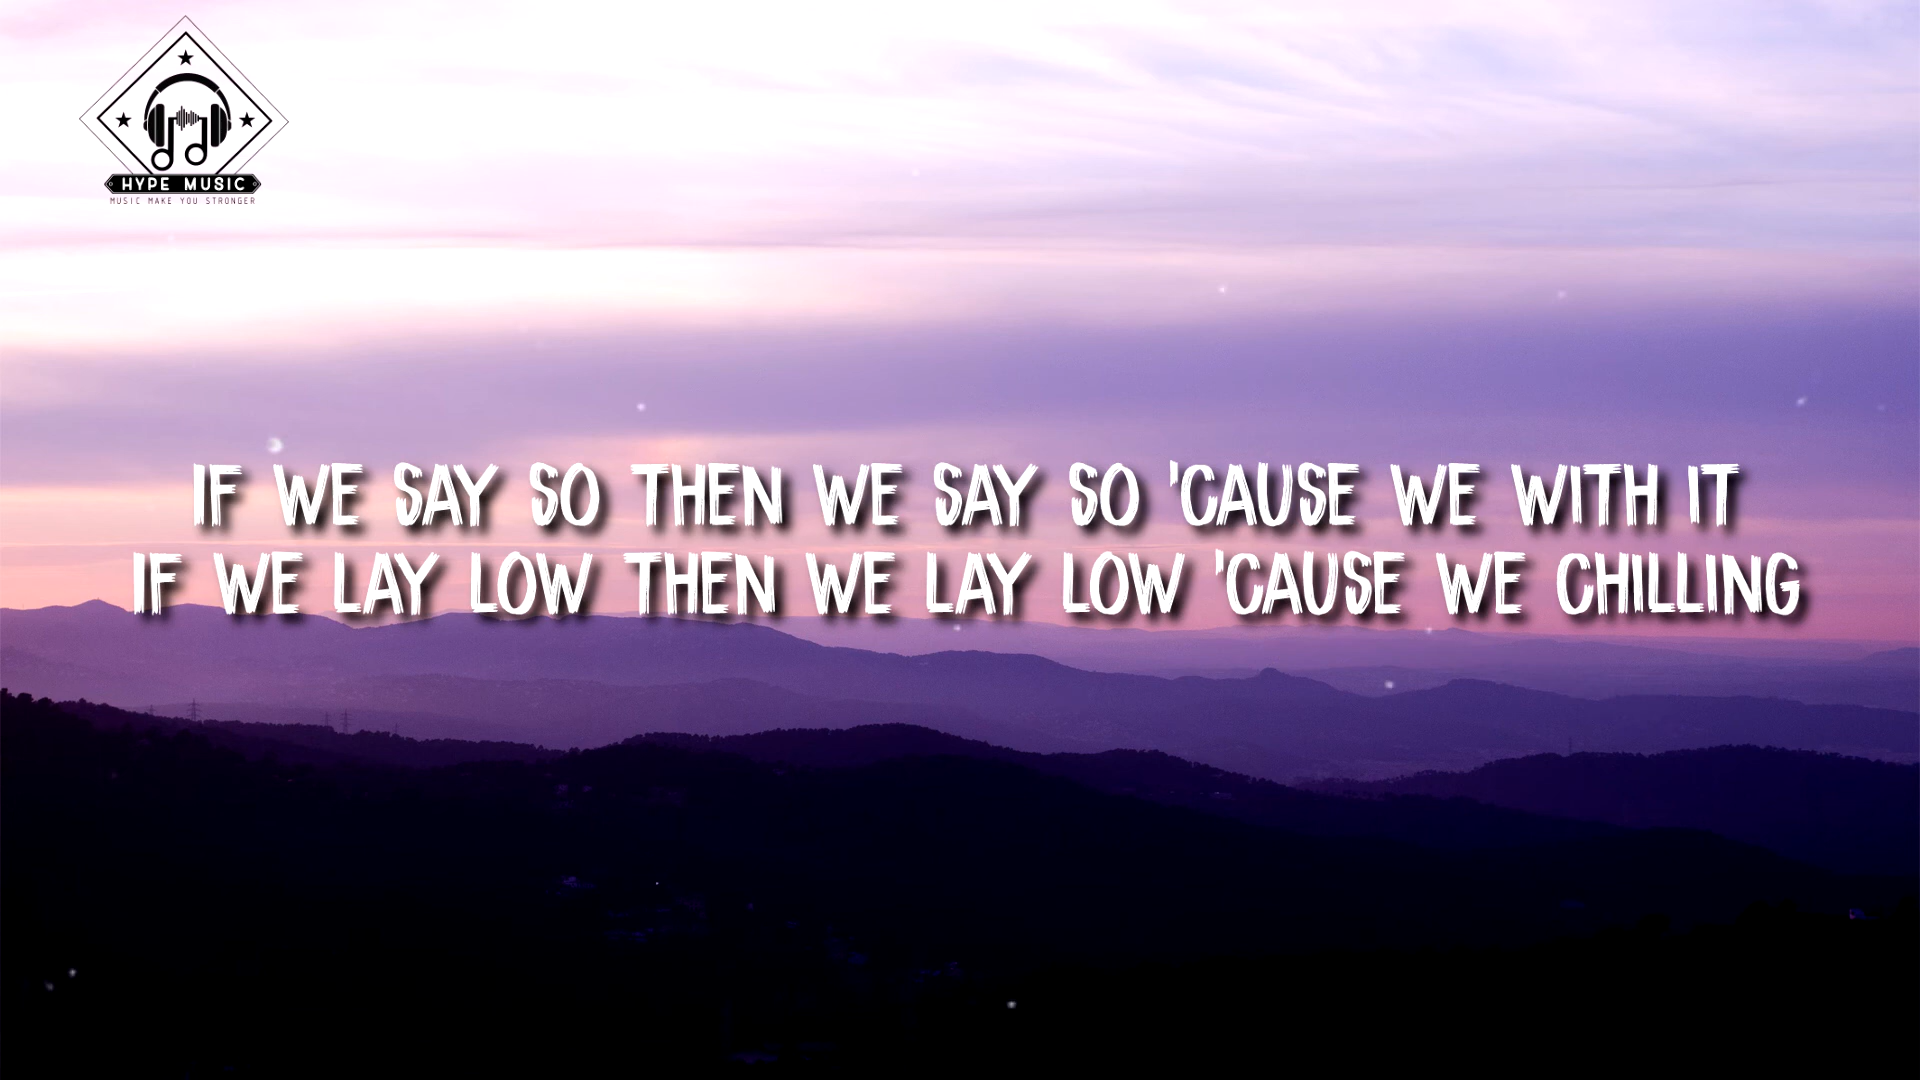 HYPE MUSIC
MUSIC MAKE YOU STRONGER
IF WE SAY SO THEN WE SAY SO 'CAUSE WE WITH IT
IF WE LAY LOW THEN WE LAY LOW 'CAUSE WE CHILLING